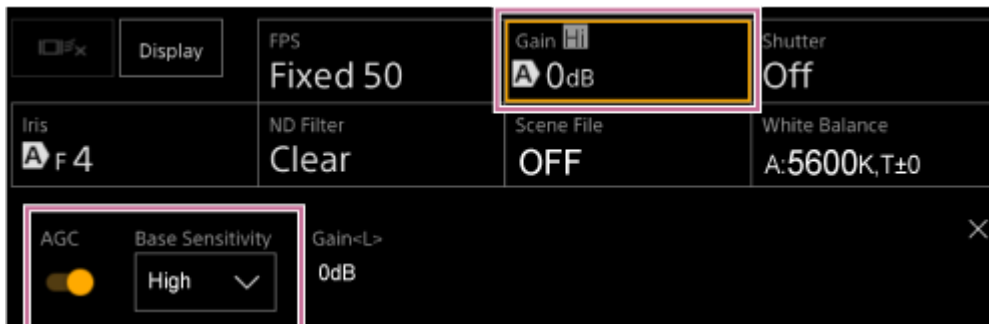 Display
FPS
Fixed 50
Gain Hi
A 0dB
Shutter
Off
Iris
A F 4
ND Filter
Clear
Scene File
OFF
White Balance
A:5600K,T±0
AGC
Base Sensitivity
High
Gain<L>
0dB